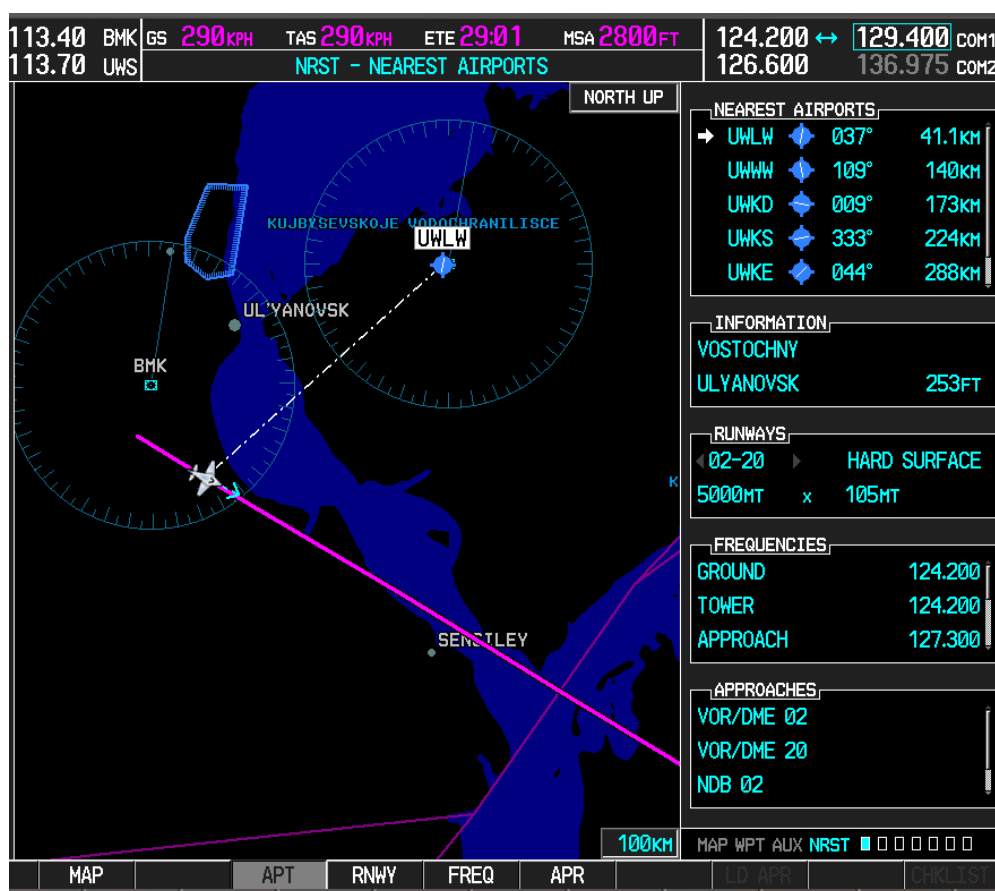 113.40 BMK GS 290KPH TAS 290KPH ETE 29:01 MSA 2800FT 124.200 ↔ 129.400 COM1
113.70 UWS NRST - NEAREST AIRPORTS 126.600 136.975 COM2
NORTH UP
KUJBYSEVSKOJE VODOCHRANILISCE
UWLW
UL'YANOVSK
BMK
K
SENGILEY
100KM
NEAREST AIRPORTS
UWLW 037° 41.1KM
UWWW 109° 140KM
UWKD 009° 173KM
UWKS 333° 224KM
UWKE 044° 288KM
INFORMATION
VOSTOCHNY
ULYANOVSK 253FT
RUNWAYS
02-20 HARD SURFACE
5000MT x 105MT
FREQUENCIES
GROUND 124.200
TOWER 124.200
APPROACH 127.300
APPROACHES
VOR/DME 02
VOR/DME 20
NDB 02
MAP WPT AUX NRST
MAP APT RNWY FREQ APR LD APR CHKLIST